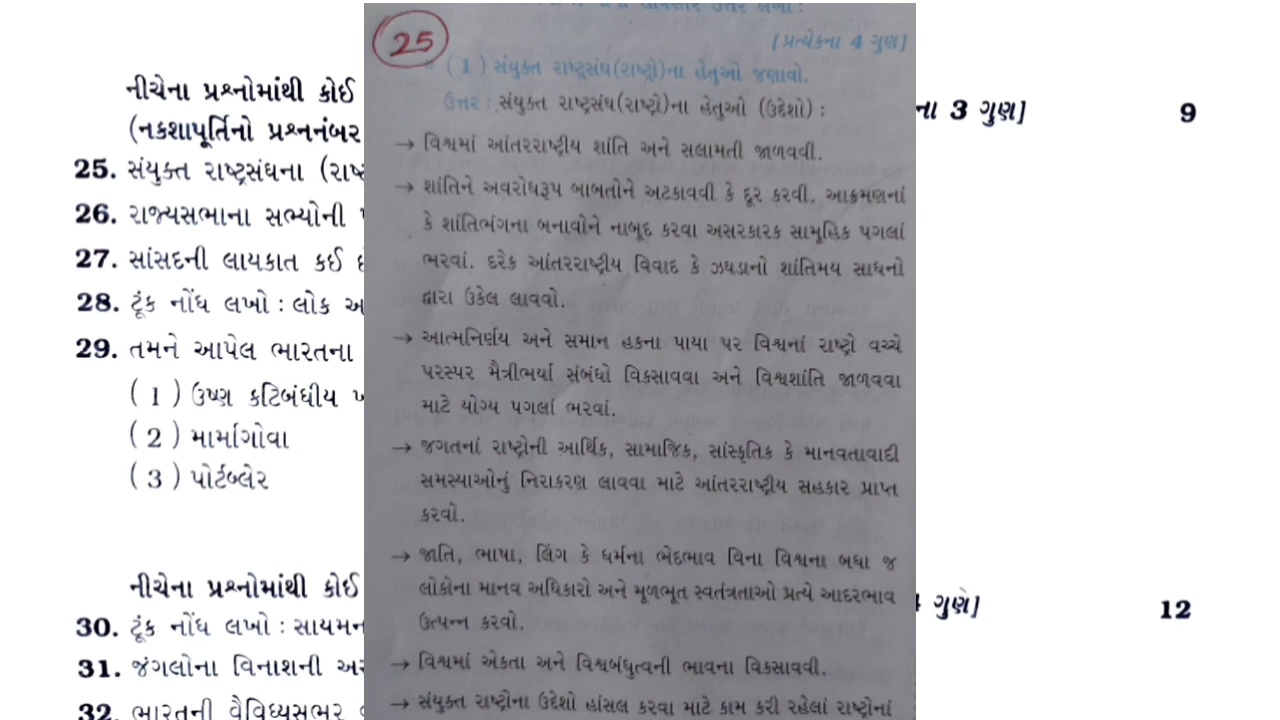 નીચેના પ્રશ્નોમાંથી કોઈ
(નકશાપૂર્તિનો પ્રશ્નનંબર
25. સંયુક્ત રાષ્ટ્રસંઘના
26. રાજ્યસભાના સભ્યોની
27. સાંસદની લાયકાત કઈ
28. ટૂંક નોંધ લખો : લોક
29. તમને આપેલ ભારતના
( 1 ) ઉષ્ણ કટિબંધીય
( 2 ) માર્માગોવા
( 3 ) પોર્ટબ્લેર
નીચેના પ્રશ્નોમાંથી કોઈ
30. ટૂંક નોંધ લખો :
31. જંગલોના વિનાશની
32. ભારતની વૈવિધ્યસભર
25
ઉત્તર લખો :
[પ્રત્યેકના 4 ગુણ]
* ( 1 ) સંયુક્ત રાષ્ટ્રસંઘ(રાષ્ટ્રો)ના હેતુઓ જણાવો.
ઉત્તર : સંયુક્ત રાષ્ટ્રસંઘ(રાષ્ટ્રો)ના હેતુઓ (ઉદ્દેશો) :
→ વિશ્વમાં આંતરરાષ્ટ્રીય શાંતિ અને સલામતી જાળવવી.
→ શાંતિને અવરોધરૂપ બાબતોને અટકાવવી કે દૂર કરવી. આક્રમણનાં
કે શાંતિભંગના બનાવોને નાબૂદ કરવા અસરકારક સામૂહિક પગલાં
ભરવાં. દરેક આંતરરાષ્ટ્રીય વિવાદ કે ઝઘડાનો શાંતિમય સાધનો
દ્વારા ઉકેલ લાવવો.
→ આત્મનિર્ણય અને સમાન હકના પાયા પર વિશ્વનાં રાષ્ટ્રો વચ્ચે
પરસ્પર મૈત્રીભર્યા સંબંધો વિકસાવવા અને વિશ્વશાંતિ જાળવવા
માટે યોગ્ય પગલાં ભરવાં.
→ જગતનાં રાષ્ટ્રોની આર્થિક, સામાજિક, સાંસ્કૃતિક કે માનવતાવાદી
સમસ્યાઓનું નિરાકરણ લાવવા માટે આંતરરાષ્ટ્રીય સહકાર પ્રાપ્ત
કરવો.
→ જાતિ, ભાષા, લિંગ કે ધર્મના ભેદભાવ વિના વિશ્વના બધા જ
લોકોના માનવ અધિકારો અને મૂળભૂત સ્વતંત્રતાઓ પ્રત્યે આદરભાવ
ઉત્પન્ન કરવો.
→ વિશ્વમાં એકતા અને વિશ્વબંધુત્વની ભાવના વિકસાવવી.
→ સંયુક્ત રાષ્ટ્રોના ઉદ્દેશો હાંસલ કરવા માટે કામ કરી રહેલાં રાષ્ટ્રોનાં
ના 3 ગુણ] 9
ગુણ] 12